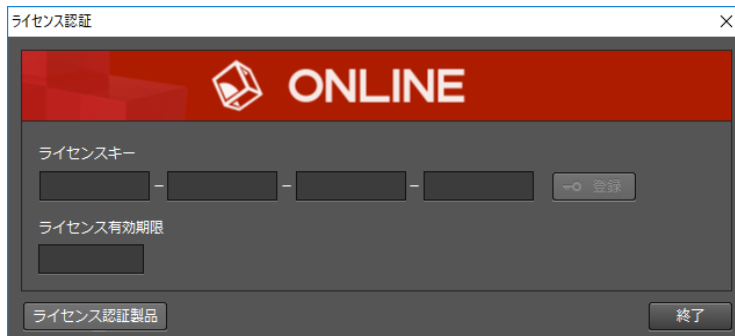 ライセンス認証
ONLINE
ライセンスキー
- - - 登録
ライセンス有効期限
ライセンス認証製品 終了